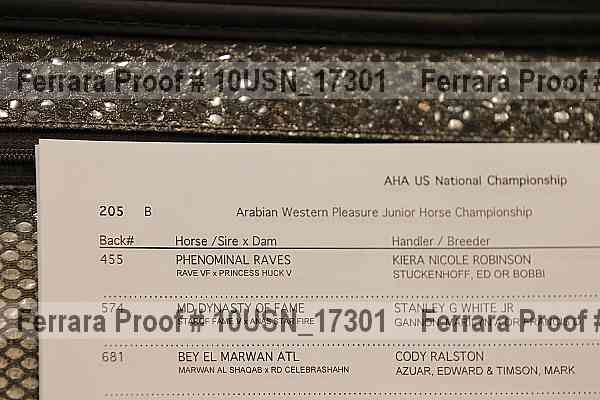 Ferrara Proof # 10USN_17301 Ferrara Proof #
AHA US National Championship
205 B Arabian Western Pleasure Junior Horse Championship
Back# Horse /Sire x Dam Handler / Breeder
455 PHENOMINAL RAVES KIERA NICOLE ROBINSON
RAVE VF x PRINCESS HUCK V STUCKENHOFF, ED OR BOBBI
574 MD DYNASTY OF FAME STANLEY G WHITE JR
Ferrara Proof # 10USN_17301 Ferrara Proof #
681 BEY EL MARWAN ATL CODY RALSTON
MARWAN AL SHAQAB x RD CELEBRASHAHN AZUAR, EDWARD & TIMSON, MARK